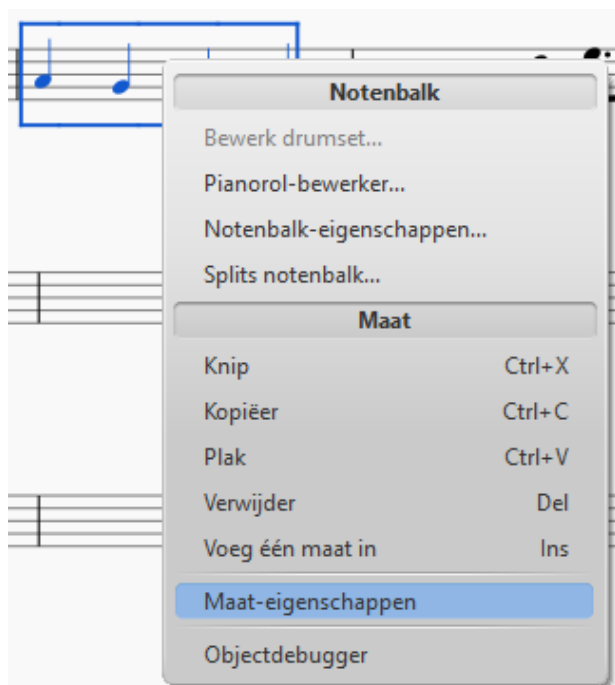 Notenbalk
Bewerk drumset...
Pianorol-bewerker...
Notenbalk-eigenschappen...
Splits notenbalk...
Maat
Knip Ctrl+X
Kopiëer Ctrl+C
Plak Ctrl+V
Verwijder Del
Voeg één maat in Ins
Maat-eigenschappen
Objectdebugger